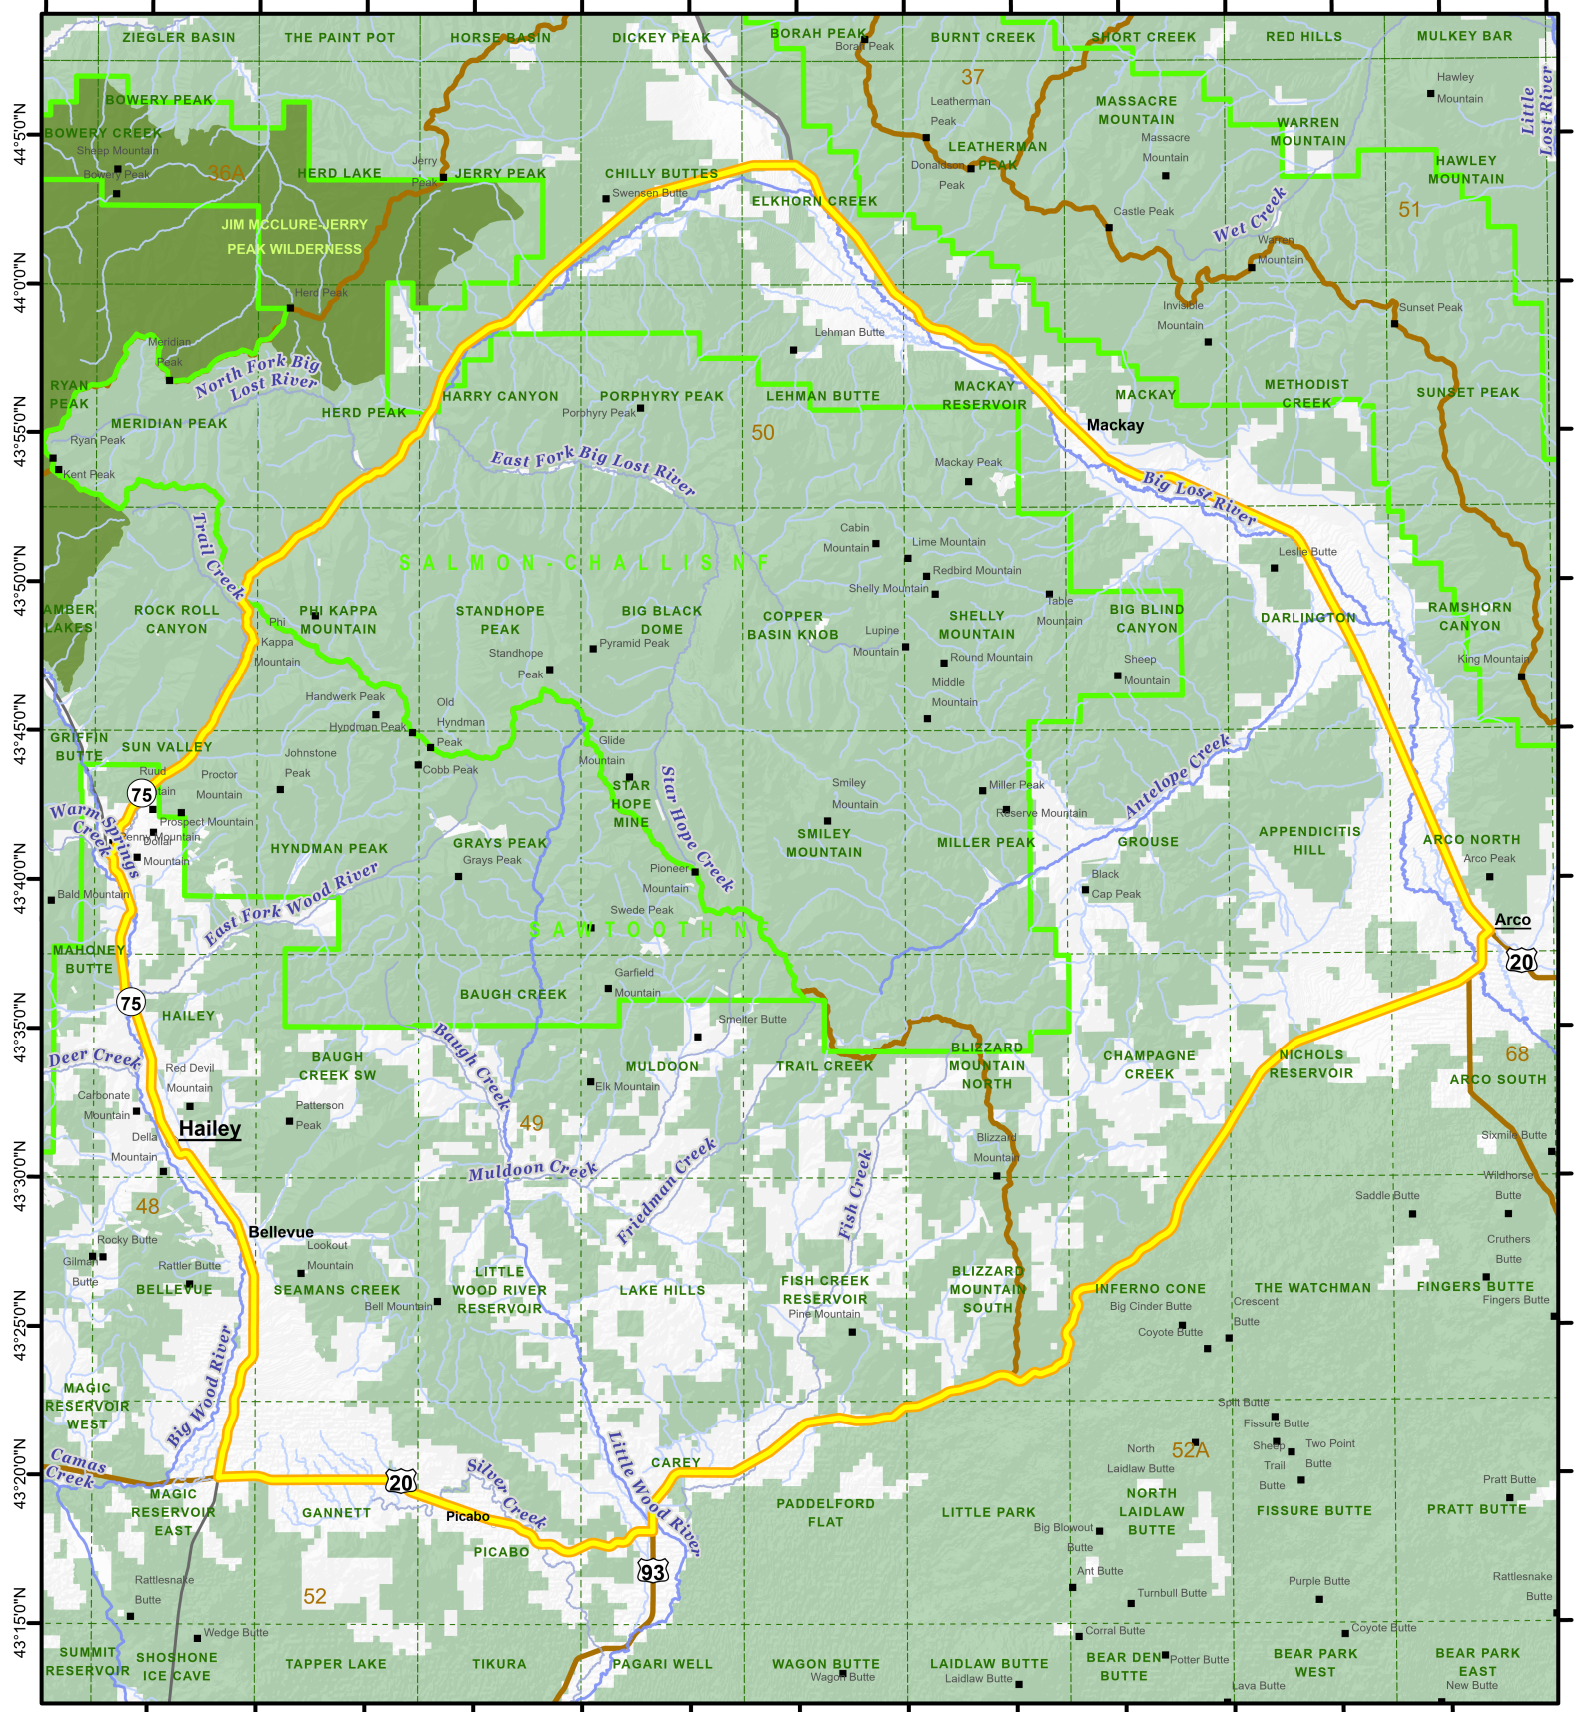 ZIEGLER BASIN
THE PAINT POT
HORSE BASIN
DICKEY PEAK
BORAH PEAK
Borah Peak
BURNT CREEK
SHORT CREEK
RED HILLS
MULKEY BAR
37
Hawley
Mountain
Little
Lost River
BOWERY PEAK
Leatherman
Peak
MASSACRE
MOUNTAIN
WARREN
MOUNTAIN
44°5'0"N
BOWERY CREEK
Sheep Mountain
Bowery Peak
36A
HERD LAKE
Jerry
Peak
JERRY PEAK
CHILLY BUTTES
Swensen Butte
ELKHORN CREEK
LEATHERMAN
PEAK
Donaldson
Peak
Massacre
Mountain
HAWLEY
MOUNTAIN
51
Castle Peak
Wet Creek
Warren
Mountain
JIM MCCLURE-JERRY
PEAK WILDERNESS
44°0'0"N
Herd Peak
Invisible
Mountain
Sunset Peak
Lehman Butte
Meridian
Peak
North Fork Big
Lost River
RYAN
PEAK
MERIDIAN PEAK
HERD PEAK
HARRY CANYON
PORPHYRY PEAK
Porphyry Peak
LEHMAN BUTTE
MACKAY
RESERVOIR
MACKAY
METHODIST
CREEK
SUNSET PEAK
43°55'0"N
Ryan Peak
Kent Peak
50
Mackay
East Fork Big Lost River
Mackay Peak
Big Lost River
Trail Creek
Cabin
Mountain
Lime Mountain
Redbird Mountain
Shelly Mountain
Leslie Butte
SALMON-CHALLIS NF
43°50'0"N
AMBER
LAKES
ROCK ROLL
CANYON
PHI KAPPA
MOUNTAIN
Phi
Kappa
Mountain
STANDHOPE
PEAK
BIG BLACK
DOME
COPPER
BASIN KNOB
SHELLY
MOUNTAIN
Table
Mountain
BIG BLIND
CANYON
DARLINGTON
RAMSHORN
CANYON
Standhope
Peak
Pyramid Peak
Lupine
Mountain
Round Mountain
Middle
Mountain
Sheep
Mountain
King Mountain
Handwerk Peak
Hyndman Peak
Old
Hyndman
Peak
Cobb Peak
43°45'0"N
GRIFFIN
BUTTE
SUN VALLEY
Johnstone
Peak
Glide
Mountain
Antelope Creek
Ruud
75
Proctor
Mountain
STAR
HOPE
MINE
Star Hope Creek
Smiley
Mountain
Miller Peak
Reserve Mountain
Warm Springs
Creek
Prospect Mountain
Dollar
Mountain
HYNDMAN PEAK
GRAYS PEAK
Grays Peak
SMILEY
MOUNTAIN
MILLER PEAK
GROUSE
APPENDICITIS
HILL
ARCO NORTH
Arco Peak
43°40'0"N
Bald Mountain
Pioneer
Mountain
Black
Cap Peak
East Fork Wood River
Swede Peak
SAWTOOTH NF
Arco
20
MAHONEY
BUTTE
75
HAILEY
BAUGH CREEK
Garfield
Mountain
Smelter Butte
43°35'0"N
Deer Creek
Baugh Creek
BAUGH
CREEK SW
Red Devil
Mountain
Carbonate
Mountain
Patterson
Peak
MULDOON
Elk Mountain
TRAIL CREEK
BLIZZARD
MOUNTAIN
NORTH
CHAMPAGNE
CREEK
NICHOLS
RESERVOIR
68
ARCO SOUTH
Hailey
Della
Mountain
49
Blizzard
Mountain
Sixmile Butte
43°30'0"N
Muldoon Creek
Friedman Creek
Fish Creek
Wildhorse
Butte
Saddle Butte
48
Bellevue
Rocky Butte
Gilman
Butte
Rattler Butte
BELLEVUE
Lookout
Mountain
SEAMANS CREEK
Bell Mountain
LITTLE
WOOD RIVER
RESERVOIR
LAKE HILLS
FISH CREEK
RESERVOIR
Pine Mountain
BLIZZARD
MOUNTAIN
SOUTH
INFERNO CONE
Big Cinder Butte
Coyote Butte
THE WATCHMAN
Crescent
Butte
Cruthers
Butte
FINGERS BUTTE
Fingers Butte
43°25'0"N
Big Wood River
MAGIC
RESERVOIR
WEST
Split Butte
Fissure Butte
Sheep
Trail
Butte
Two Point
Butte
52A
North
Laidlaw Butte
43°20'0"N
Camas
Creek
20
Silver Creek
Little Wood River
CAREY
MAGIC
RESERVOIR
EAST
GANNETT
Picabo
PICABO
PADDELFORD
FLAT
LITTLE PARK
NORTH
LAIDLAW
BUTTE
FISSURE BUTTE
Pratt Butte
PRATT BUTTE
Big Blowout
Butte
93
Ant Butte
52
Rattlesnake
Butte
Turnbull Butte
Purple Butte
Rattlesnake
Butte
43°15'0"N
Wedge Butte
Corral Butte
Coyote Butte
SUMMIT
RESERVOIR
SHOSHONE
ICE CAVE
TAPPER LAKE
TIKURA
PAGARI WELL
WAGON BUTTE
Wagon Butte
LAIDLAW BUTTE
Laidlaw Butte
BEAR DEN
BUTTE
Potter Butte
BEAR PARK
WEST
BEAR PARK
EAST
Lava Butte
New Butte